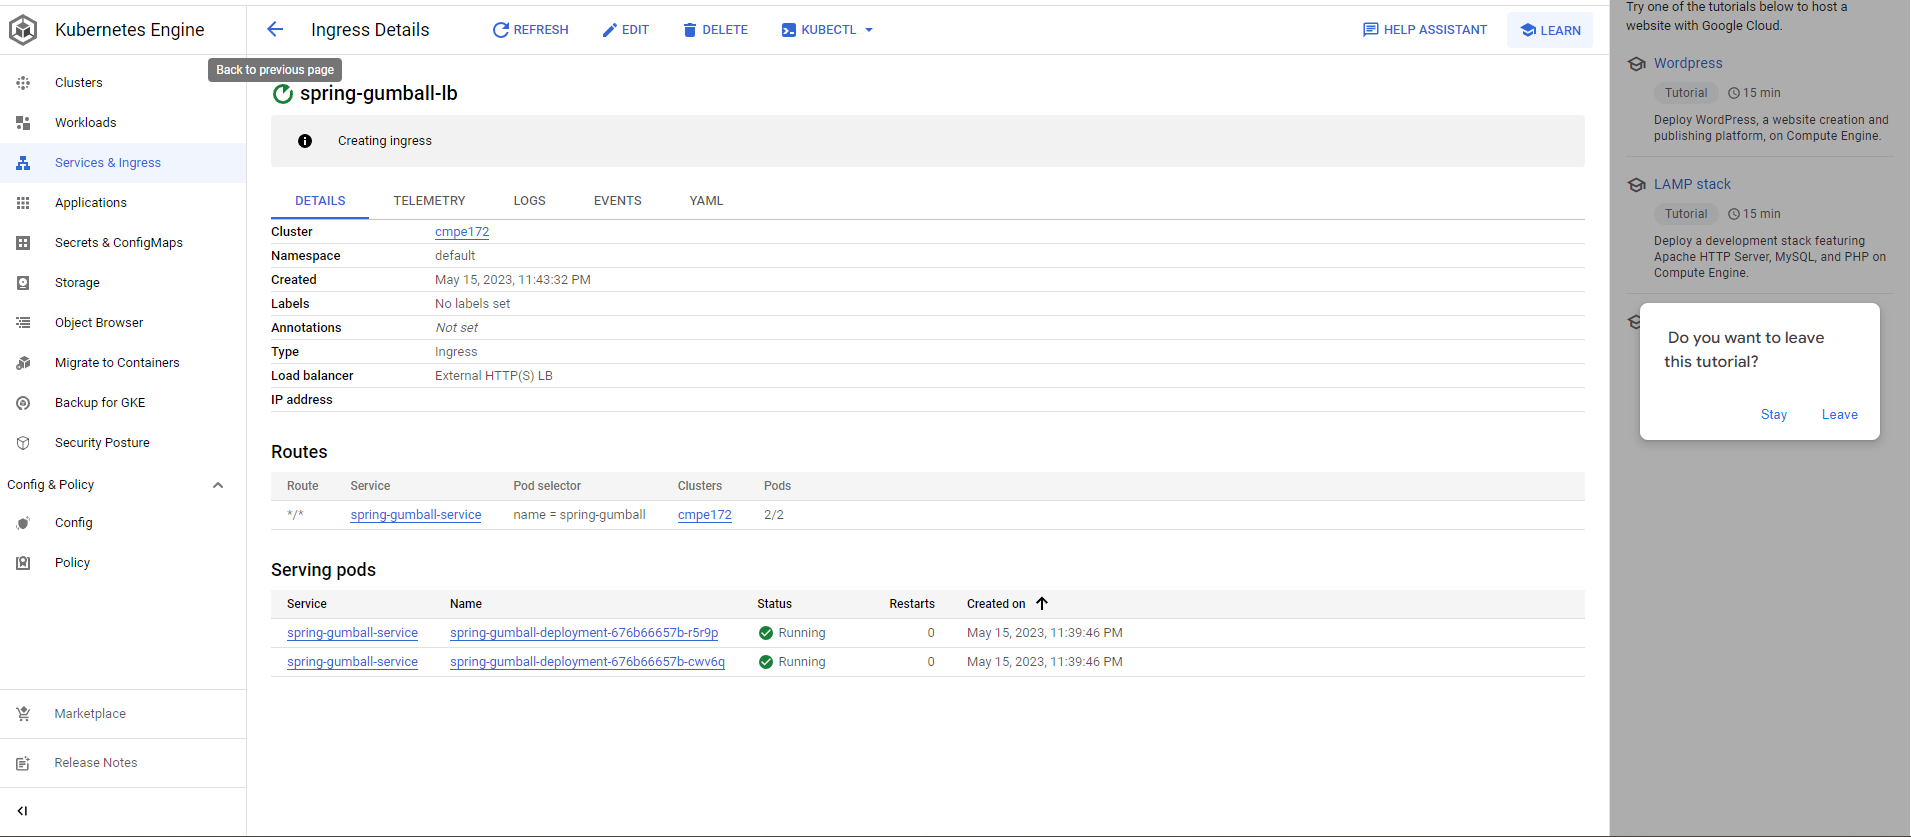 Kubernetes Engine
Ingress Details
REFRESH
EDIT
DELETE
KUBECTL
HELP ASSISTANT
LEARN
Back to previous page
Clusters
Workloads
Services & Ingress
Applications
Secrets & ConfigMaps
Storage
Object Browser
Migrate to Containers
Backup for GKE
Security Posture
Config & Policy
Config
Policy
Marketplace
Release Notes
spring-gumball-lb
Creating ingress
DETAILS TELEMETRY LOGS EVENTS YAML
Cluster cmpe172
Namespace default
Created May 15, 2023, 11:43:32 PM
Labels No labels set
Annotations Not set
Type Ingress
Load balancer External HTTP(S) LB
IP address
Routes
Route Service Pod selector Clusters Pods
*/* spring-gumball-service name = spring-gumball cmpe172 2/2
Serving pods
Service Name Status Restarts Created on
spring-gumball-service spring-gumball-deployment-676b66657b-r5r9p Running 0 May 15, 2023, 11:39:46 PM
spring-gumball-service spring-gumball-deployment-676b66657b-cwv6q Running 0 May 15, 2023, 11:39:46 PM
Try one of the tutorials below to host a
website with Google Cloud.
Wordpress
Tutorial 15 min
Deploy WordPress, a website creation and
publishing platform, on Compute Engine.
LAMP stack
Tutorial 15 min
Deploy a development stack featuring
Apache HTTP Server, MySQL, and PHP on
Compute Engine.
Do you want to leave
this tutorial?
Stay Leave